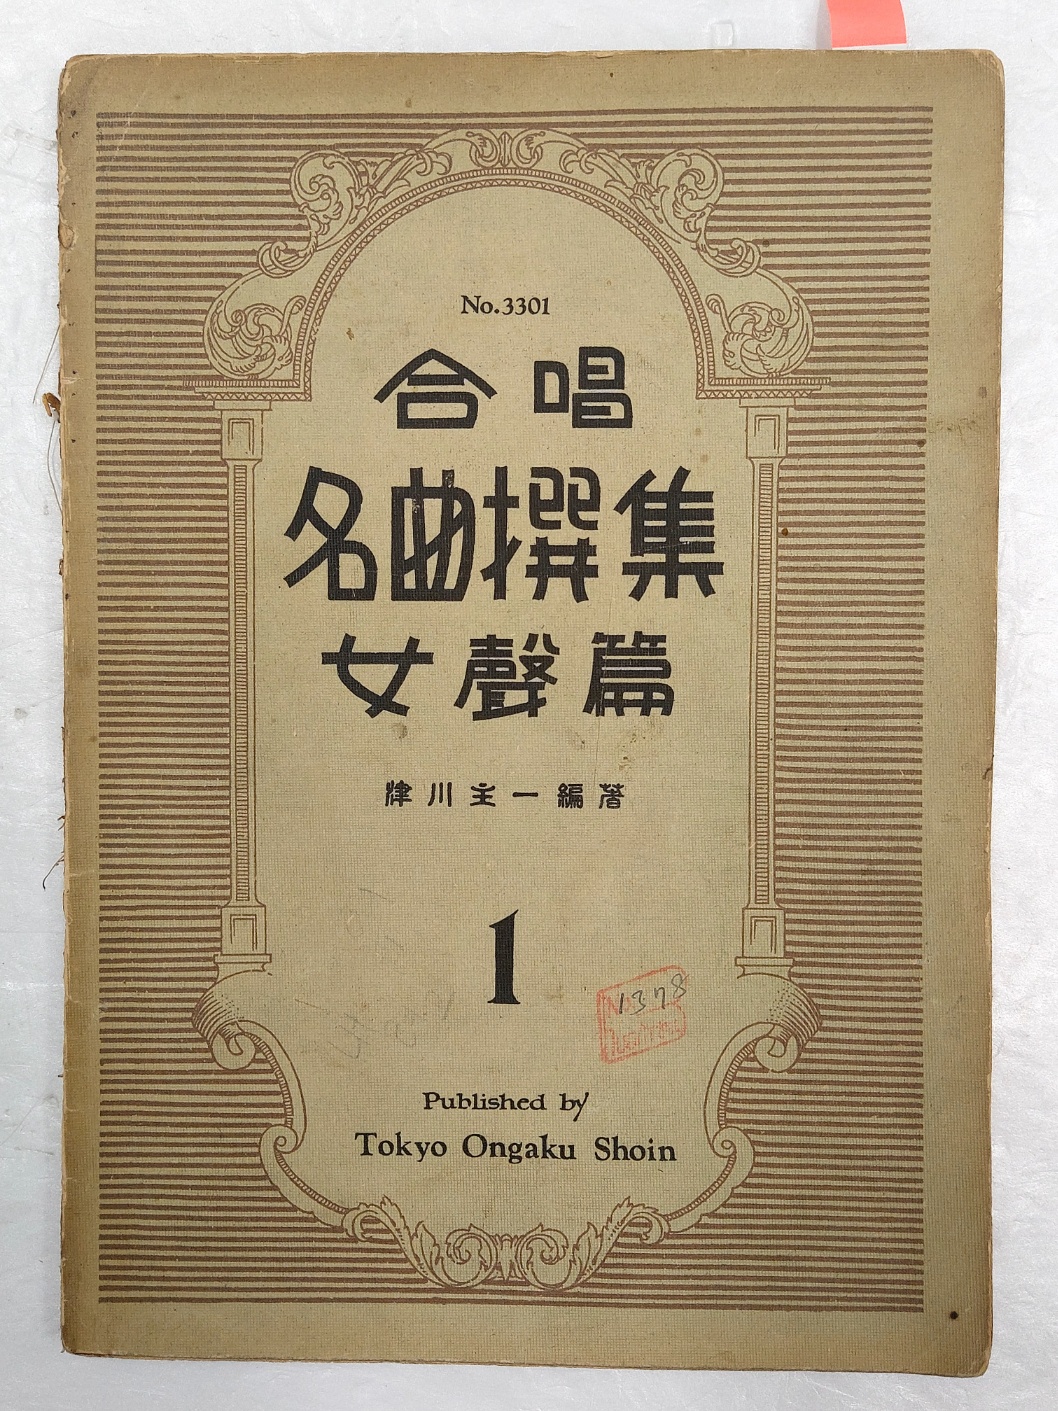 No.3301
合唱
名曲撰集
女聲篇
津川主一編著
1
1378
Published by
Tokyo Ongaku Shoin